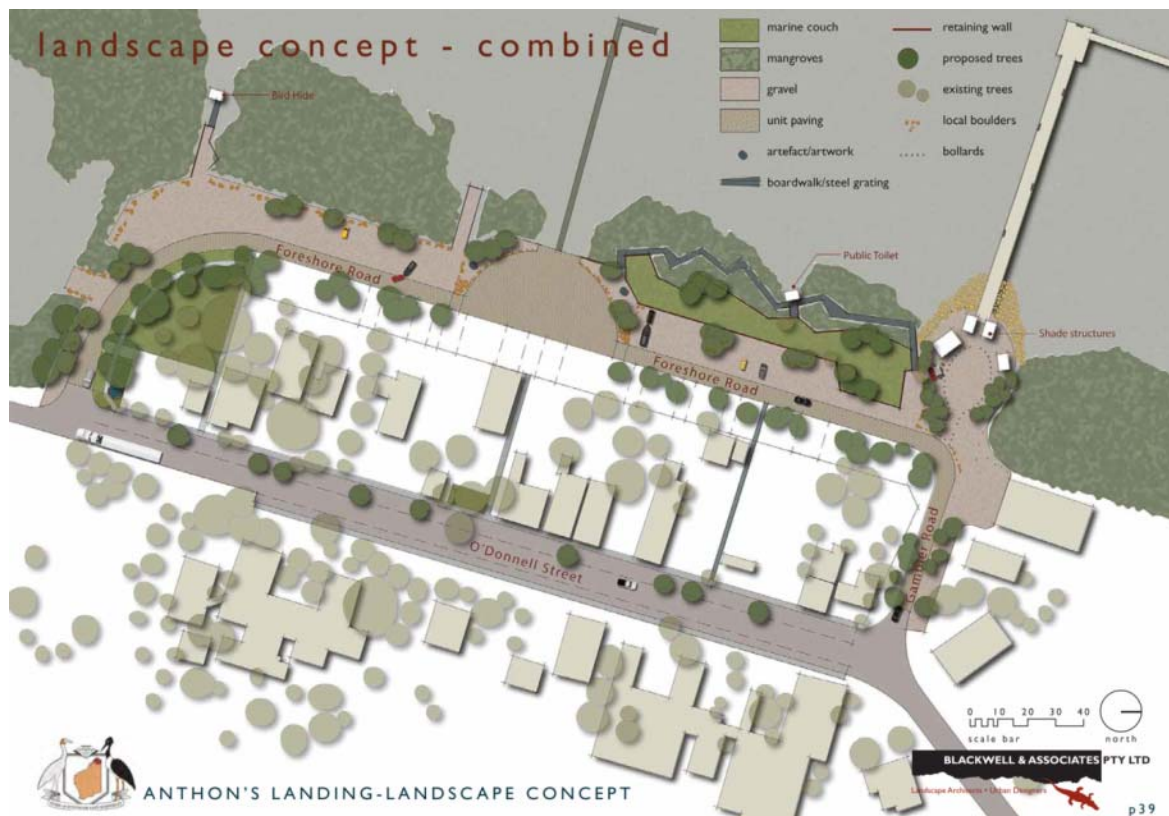 landscape concept - combined
marine couch
mangroves
gravel
unit paving
artefact/artwork
boardwalk/steel grating
retaining wall
proposed trees
existing trees
local boulders
bollards
Bird Hide
Foreshore Road
Public Toilet
Shade structures
Foreshore Road
O'Donnell Street
Gambier Road
0 10 20 30 40
scale bar
north
BLACKWELL & ASSOCIATES PTY LTD
Landscape Architects • Urban Designers
ANTHON'S LANDING-LANDSCAPE CONCEPT
p39